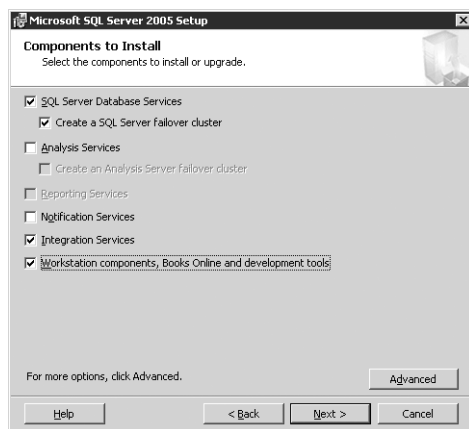 Microsoft SQL Server 2005 Setup
Components to Install
Select the components to install or upgrade.
SQL Server Database Services
Create a SQL Server failover cluster
Analysis Services
Create an Analysis Server failover cluster
Reporting Services
Notification Services
Integration Services
Workstation components, Books Online and development tools
For more options, click Advanced.
Advanced
Help
< Back
Next >
Cancel